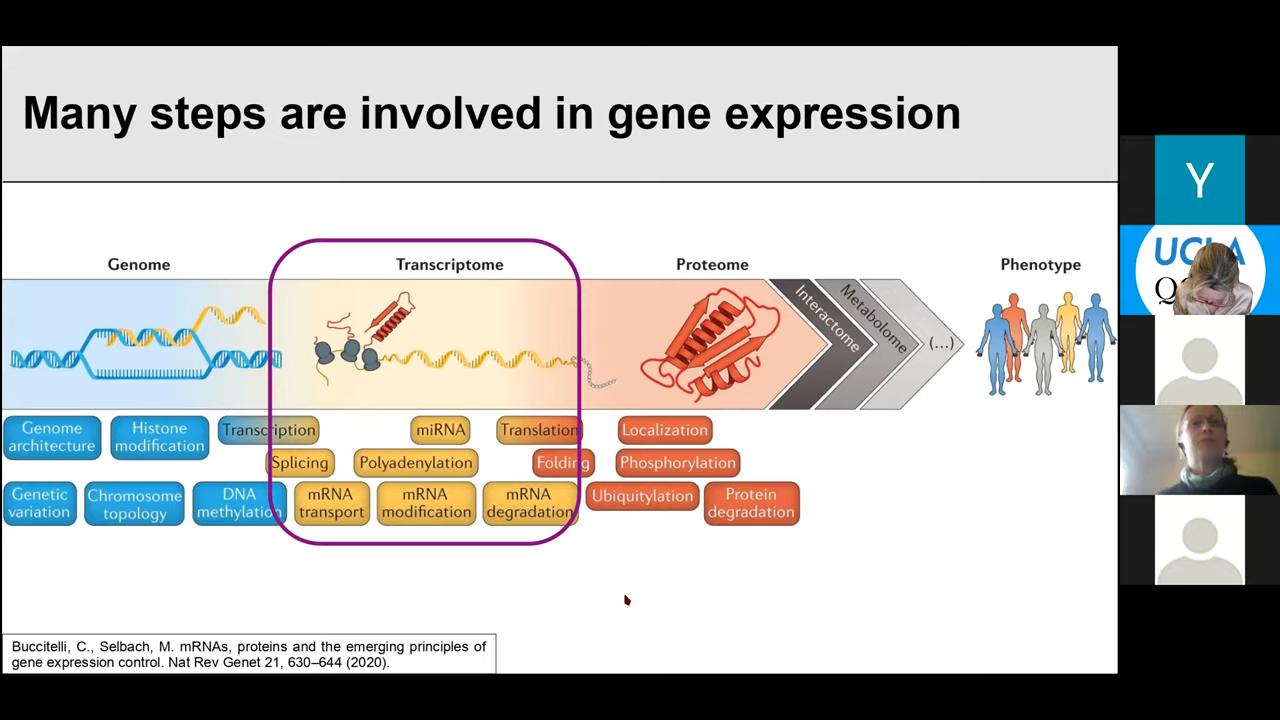 Many steps are involved in gene expression
Genome
Transcriptome
Proteome
Phenotype
Interactome
Metabolome
(...)
Genome
architecture
Histone
modification
Transcription
miRNA
Translation
Localization
Splicing
Polyadenylation
Folding
Phosphorylation
Genetic
variation
Chromosome
topology
DNA
methylation
mRNA
transport
mRNA
modification
mRNA
degradation
Ubiquitylation
Protein
degradation
Buccitelli, C., Selbach, M. mRNAs, proteins and the emerging principles of
gene expression control. Nat Rev Genet 21, 630–644 (2020).
Y
UCLA